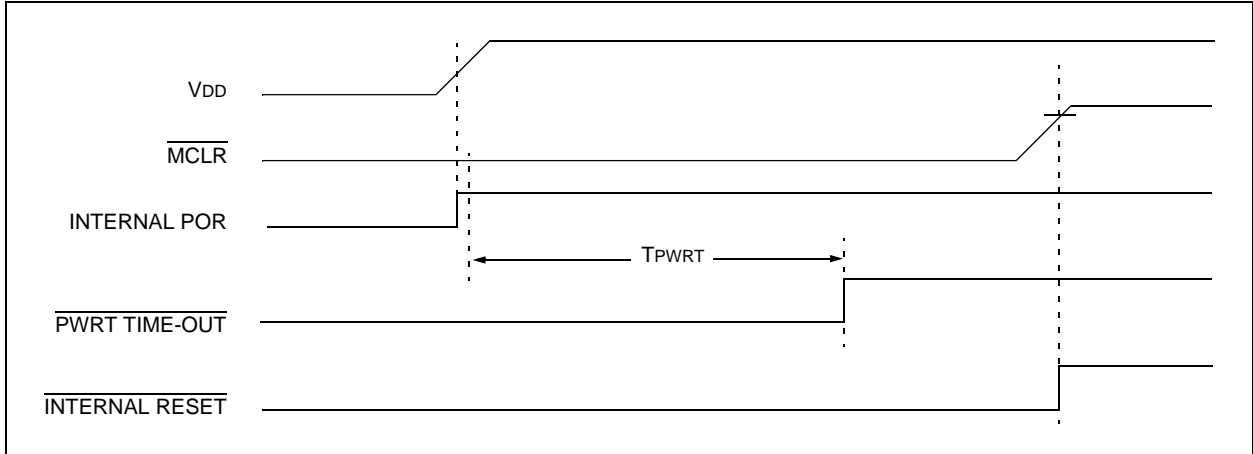 VDD
MCLR
INTERNAL POR
TPWRT
PWRT TIME-OUT
INTERNAL RESET